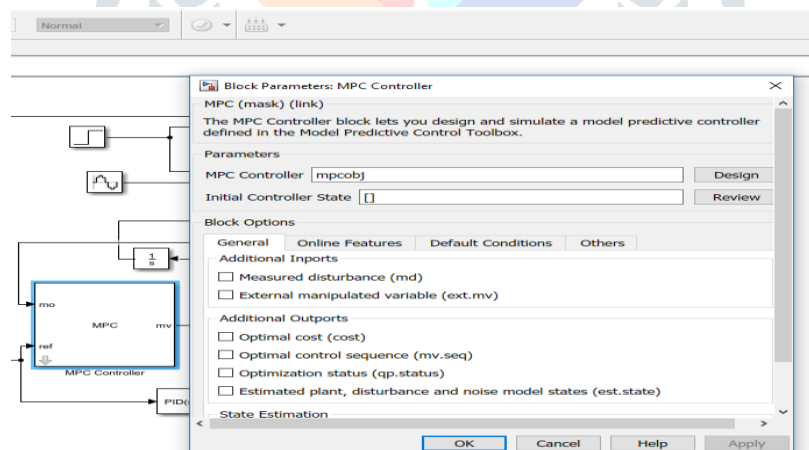 Normal
Block Parameters: MPC Controller
MPC (mask) (link)
The MPC Controller block lets you design and simulate a model predictive controller
defined in the Model Predictive Control Toolbox.
Parameters
MPC Controller mpcobj Design
Initial Controller State [] Review
Block Options
General Online Features Default Conditions Others
Additional Inports
Measured disturbance (md)
External manipulated variable (ext.mv)
Additional Outports
Optimal cost (cost)
Optimal control sequence (mv.seq)
Optimization status (qp.status)
Estimated plant, disturbance and noise model states (est.state)
State Estimation
OK Cancel Help Apply
1
s
mo
MPC mv
ref
MPC Controller
PID(